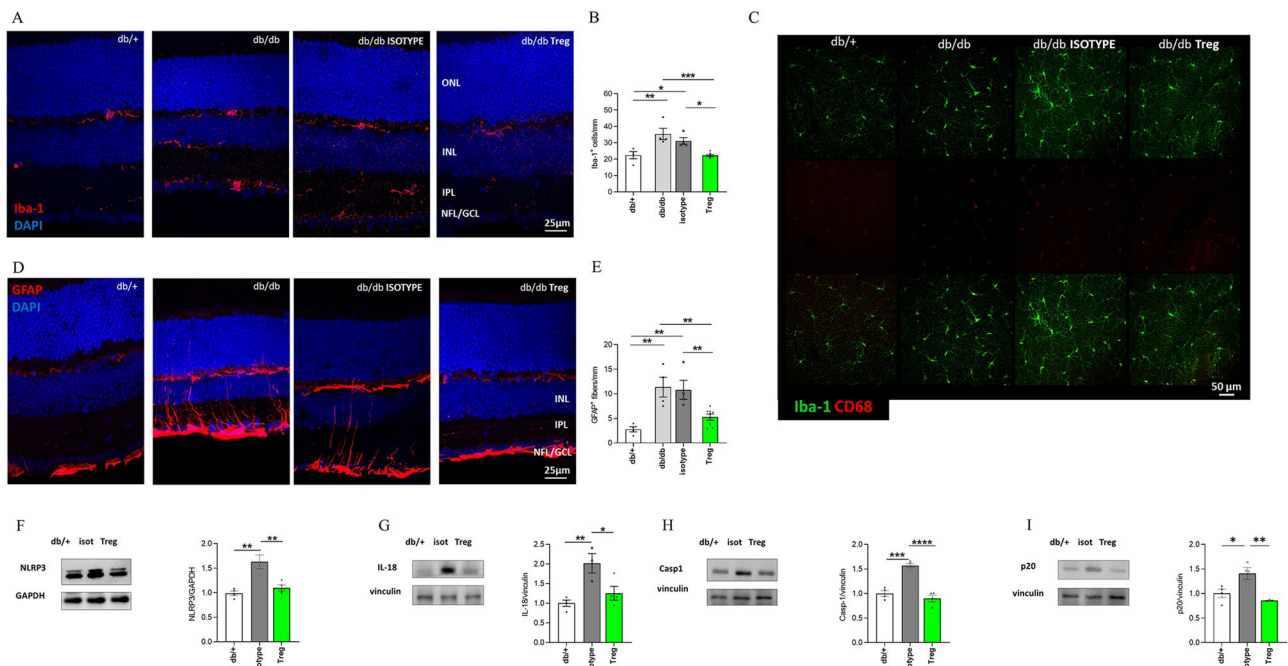 A
db/+
db/db
db/db ISOTYPE
db/db Treg
ONL
INL
IPL
NFL/GCL
Iba-1
DAPI
25μm
B
***
*
**
*
60
50
40
30
20
10
0
Iba-1+ cells/mm
db/+
db/db
isotype
Treg
C
db/+
db/db
db/db ISOTYPE
db/db Treg
50 μm
Iba-1 CD68
D
GFAP
DAPI
db/+
db/db
db/db ISOTYPE
db/db Treg
INL
IPL
NFL/GCL
25μm
E
**
**
**
**
20
15
10
5
0
GFAP+ fibers/mm
db/+
db/db
isotype
Treg
F
db/+ isot Treg
NLRP3
GAPDH
** **
2.0
1.5
1.0
0.5
0.0
NLRP3/GAPDH
db/+
isotype
Treg
G
db/+ isot Treg
IL-18
vinculin
** *
2.5
2.0
1.5
1.0
0.5
0.0
IL-18/vinculin
db/+
isotype
Treg
H
db/+ isot Treg
Casp1
vinculin
*** ****
2.0
1.5
1.0
0.5
0.0
Casp-1/vinculin
db/+
isotype
Treg
I
db/+ isot Treg
p20
vinculin
* **
2.0
1.5
1.0
0.5
0.0
p20/vinculin
db/+
isotype
Treg